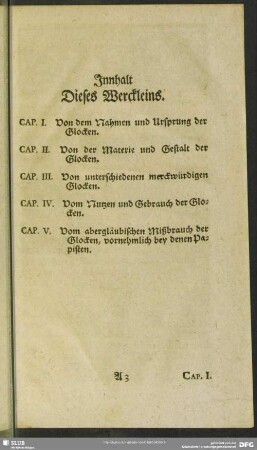 Innhalt
Dieses Werckleins.
CAP. I. Von dem Nahmen und Ursprung der
Glocken.
CAP. II. Von der Materie und Gestalt der
Glocken.
CAP. III. Von unterschiedenen merckwürdigen
Glocken.
CAP. IV. Vom Nutzen und Gebrauch der Glo-
cken.
CAP. V. Vom abergläubischen Mißbrauch der
Glocken, vornehmlich bey denen Pa-
pisten.
A 3 CAP. I.
SLUB
DFG